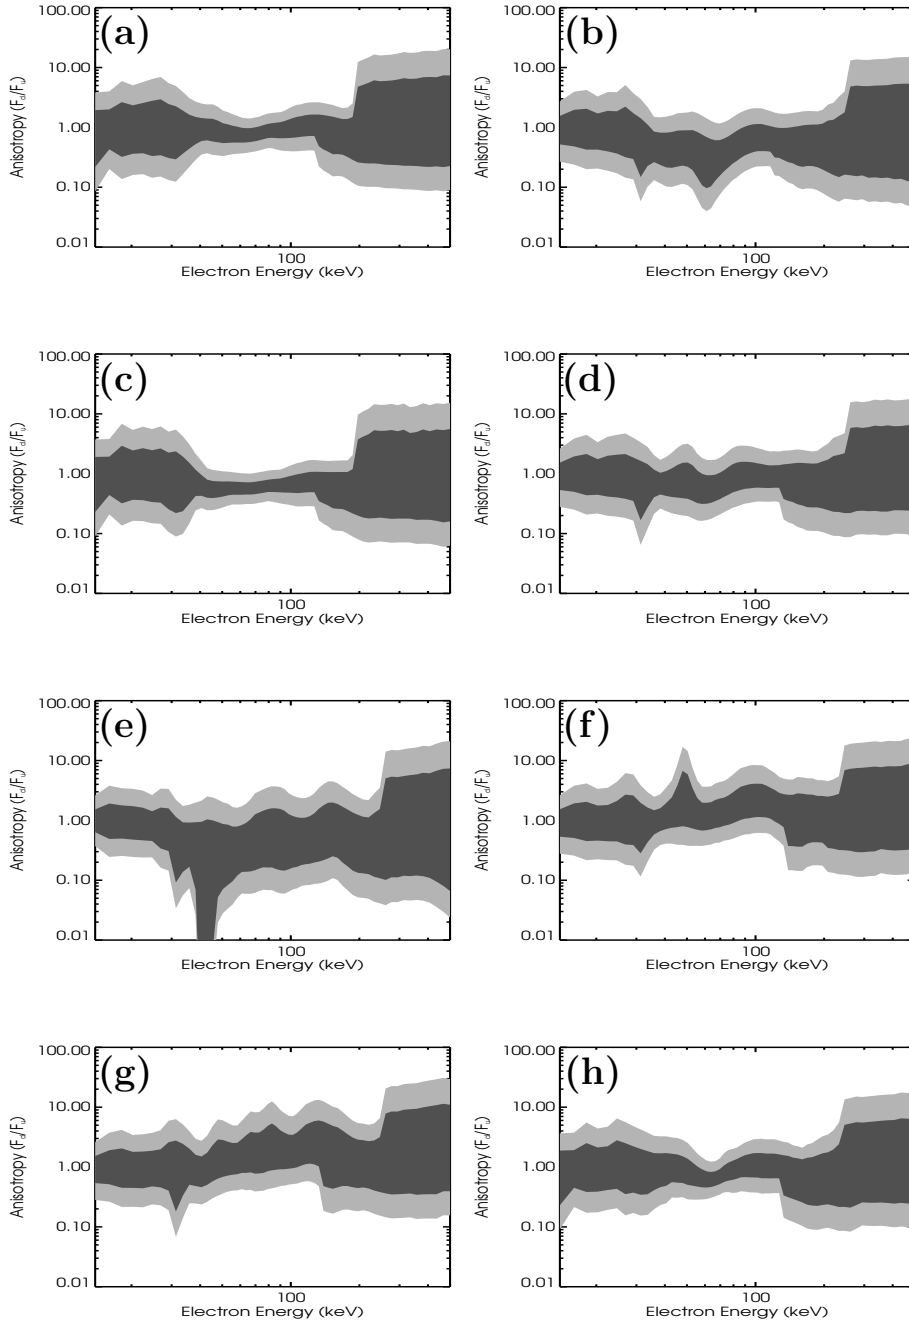 (a)
100.00
10.00
1.00
0.10
0.01
Anisotropy (F_d/F_u)
100
Electron Energy (keV)
(b)
100.00
10.00
1.00
0.10
0.01
Anisotropy (F_d/F_u)
100
Electron Energy (keV)
(c)
100.00
10.00
1.00
0.10
0.01
Anisotropy (F_d/F_u)
100
Electron Energy (keV)
(d)
100.00
10.00
1.00
0.10
0.01
Anisotropy (F_d/F_u)
100
Electron Energy (keV)
(e)
100.00
10.00
1.00
0.10
0.01
Anisotropy (F_d/F_u)
100
Electron Energy (keV)
(f)
100.00
10.00
1.00
0.10
0.01
Anisotropy (F_d/F_u)
100
Electron Energy (keV)
(g)
100.00
10.00
1.00
0.10
0.01
Anisotropy (F_d/F_u)
100
Electron Energy (keV)
(h)
100.00
10.00
1.00
0.10
0.01
Anisotropy (F_d/F_u)
100
Electron Energy (keV)